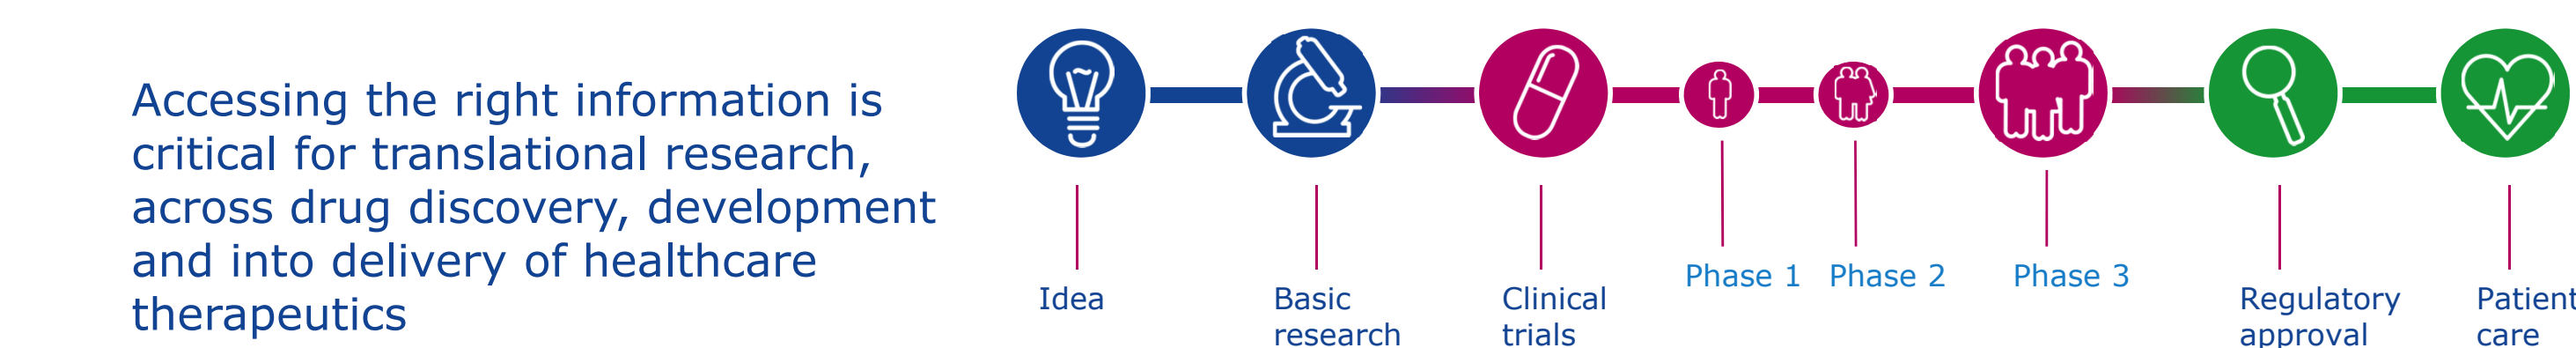 Accessing the right information is
critical for translational research,
across drug discovery, development
and into delivery of healthcare
therapeutics
Idea
Basic
research
Clinical
trials
Phase 1
Phase 2
Phase 3
Regulatory
approval
Patient
care